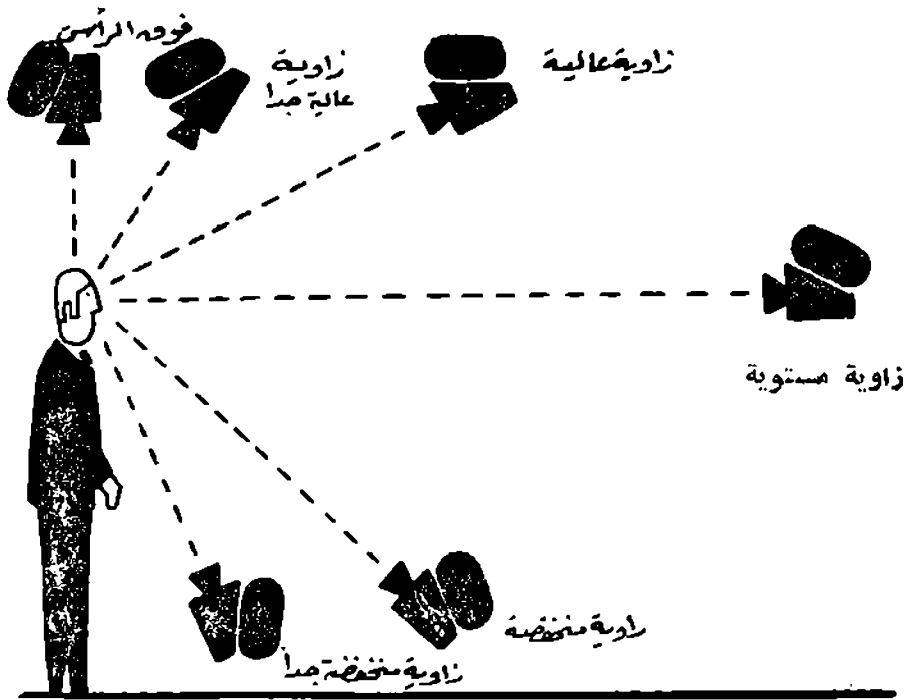 فوق الرأس
زاوية
عالية جدا
زاوية عالية
زاوية مستوية
زاوية منخفضة
زاوية منخفضة جداً